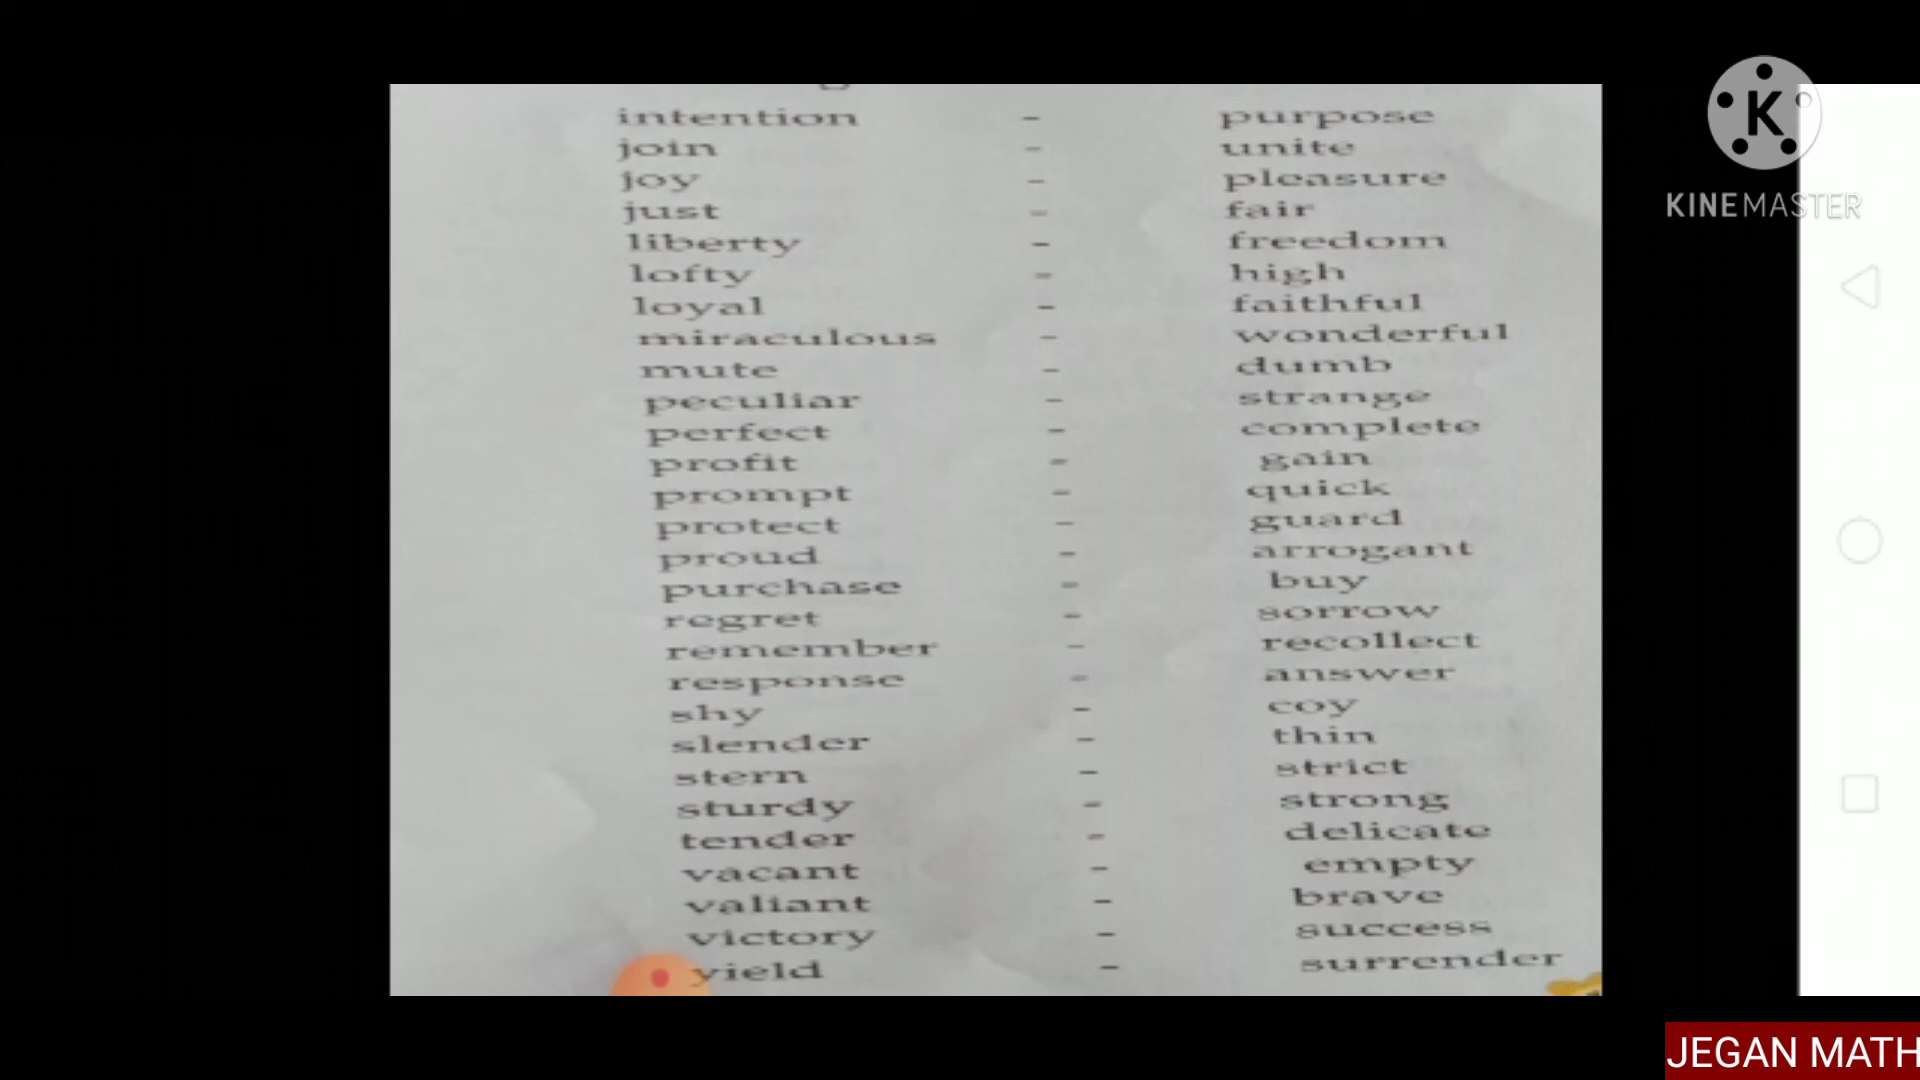 intention - purpose
join - unite
joy - pleasure
just - fair
liberty - freedom
lofty - high
loyal - faithful
miraculous - wonderful
mute - dumb
peculiar - strange
perfect - complete
profit - gain
prompt - quick
protect - guard
proud - arrogant
purchase - buy
regret - sorrow
remember - recollect
response - answer
shy - coy
slender - thin
stern - strict
sturdy - strong
tender - delicate
vacant - empty
valiant - brave
victory - success
yield - surrender
K
KINEMASTER
JEGAN MATH